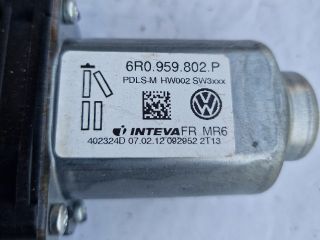 6R0.959.802.P
PDLS-M HW002 SW3xxx
INTEVA FR MR6
402324D 07.02.12 092952 2T13